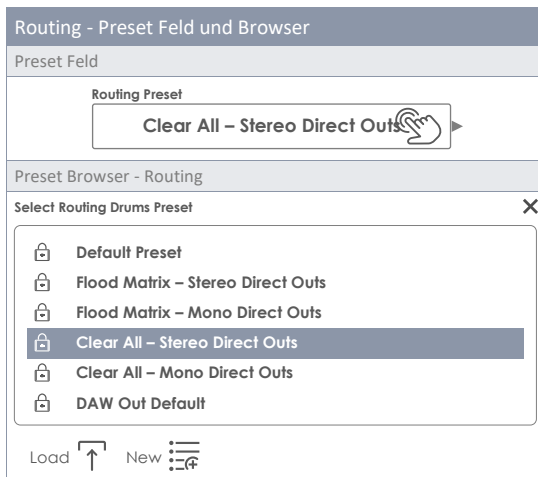 Routing - Preset Feld und Browser
Preset Feld
Routing Preset
Clear All – Stereo Direct Outs
Preset Browser - Routing
Select Routing Drums Preset
Default Preset
Flood Matrix – Stereo Direct Outs
Flood Matrix – Mono Direct Outs
Clear All – Stereo Direct Outs
Clear All – Mono Direct Outs
DAW Out Default
Load New